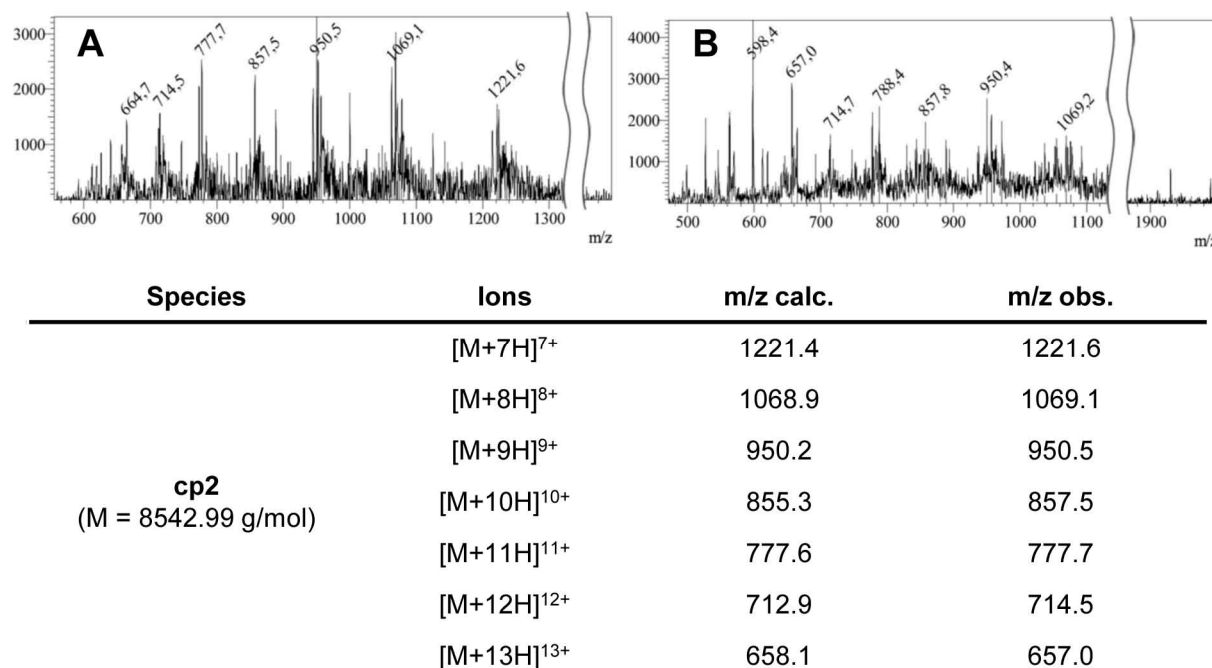 A
3000
2000
1000
664,7
714,5
777,7
857,5
950,5
1069,1
1221,6
600 700 800 900 1000 1100 1200 1300
m/z
B
4000
3000
2000
1000
598,4
657,0
714,7
788,4
857,8
950,4
1069,2
500 600 700 800 900 1000 1100 1900
m/z
Species Ions m/z calc. m/z obs.
[M+7H]⁷⁺ 1221.4 1221.6
[M+8H]⁸⁺ 1068.9 1069.1
[M+9H]⁹⁺ 950.2 950.5
cp2
(M = 8542.99 g/mol)
[M+10H]¹⁰⁺ 855.3 857.5
[M+11H]¹¹⁺ 777.6 777.7
[M+12H]¹²⁺ 712.9 714.5
[M+13H]¹³⁺ 658.1 657.0